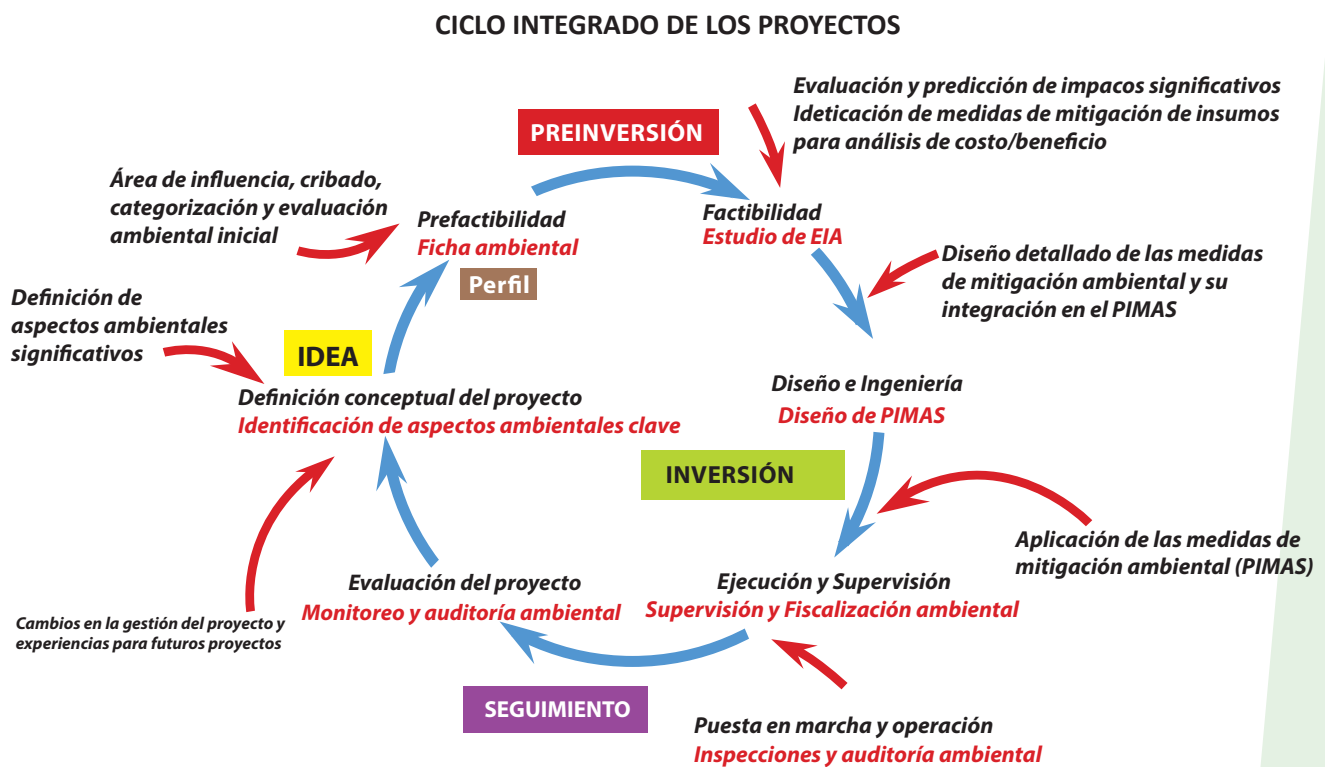 CICLO INTEGRADO DE LOS PROYECTOS
Evaluación y predicción de impacos significativos
Ideticación de medidas de mitigación de insumos
para análisis de costo/beneficio
PREINVERSIÓN
Área de influencia, cribado,
categorización y evaluación
ambiental inicial
Prefactibilidad
Ficha ambiental
Perfil
Factibilidad
Estudio de EIA
Diseño detallado de las medidas
de mitigación ambiental y su
integración en el PIMAS
Definición de
aspectos ambientales
significativos
IDEA
Definición conceptual del proyecto
Identificación de aspectos ambientales clave
Diseño e Ingeniería
Diseño de PIMAS
INVERSIÓN
Aplicación de las medidas de
mitigación ambiental (PIMAS)
Evaluación del proyecto
Monitoreo y auditoría ambiental
Ejecución y Supervisión
Supervisión y Fiscalización ambiental
Cambios en la gestión del proyecto y
experiencias para futuros proyectos
SEGUIMIENTO
Puesta en marcha y operación
Inspecciones y auditoría ambiental